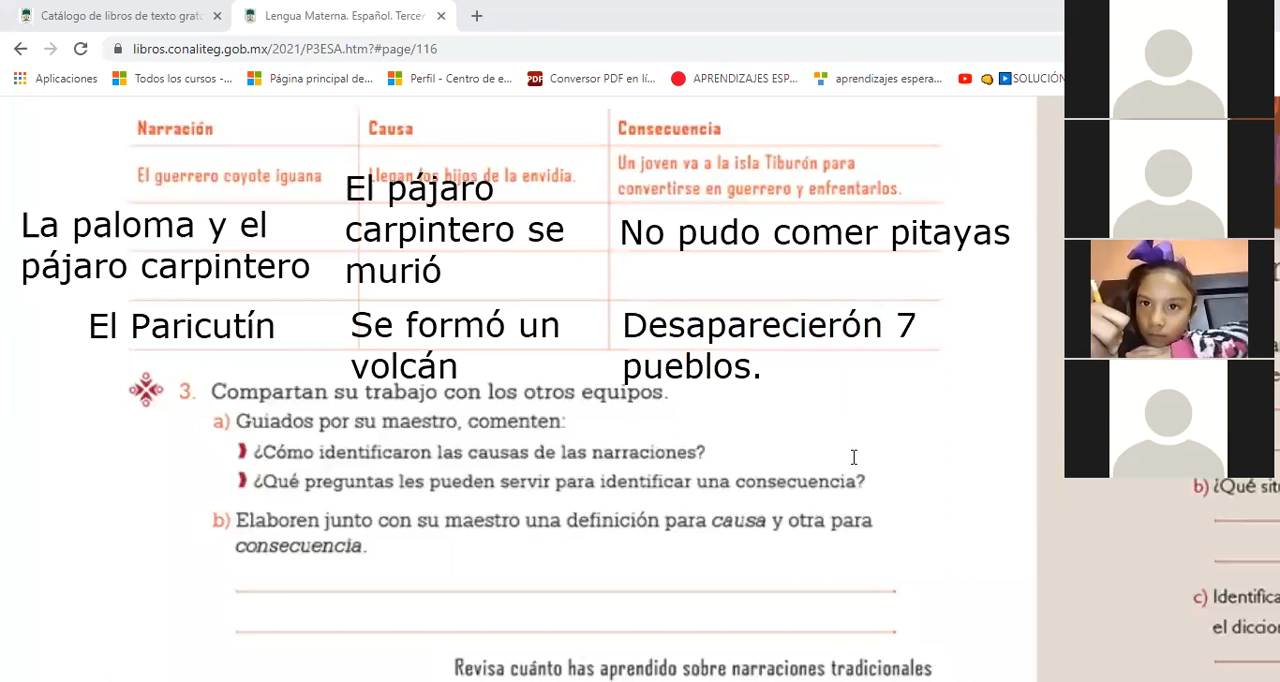 Catálogo de libros de texto grat
Lengua Materna. Español. Tercer
libros.conaliteg.gob.mx/2021/P3ESA.htm?#page/116
Aplicaciones
Todos los cursos -...
Página principal de...
Perfil - Centro de e...
Conversor PDF en lí...
APRENDIZAJES ESP...
aprendizajes espera...
SOLUCIÓN
Narración Causa Consecuencia
El guerrero coyote iguana
Llegan los hijos de la envidia.
Un joven va a la isla Tiburón para
convertirse en guerrero y enfrentarlos.
La paloma y el
pájaro carpintero
El pájaro
carpintero se
murió
No pudo comer pitayas
El Paricutín
Se formó un
volcán
Desaparecierón 7
pueblos.
3. Compartan su trabajo con los otros equipos.
a) Guiados por su maestro, comenten:
¿Cómo identificaron las causas de las narraciones?
¿Qué preguntas les pueden servir para identificar una consecuencia?
b) Elaboren junto con su maestro una definición para causa y otra para
consecuencia.
Revisa cuánto has aprendido sobre narraciones tradicionales
b) ¿Qué
c)
el